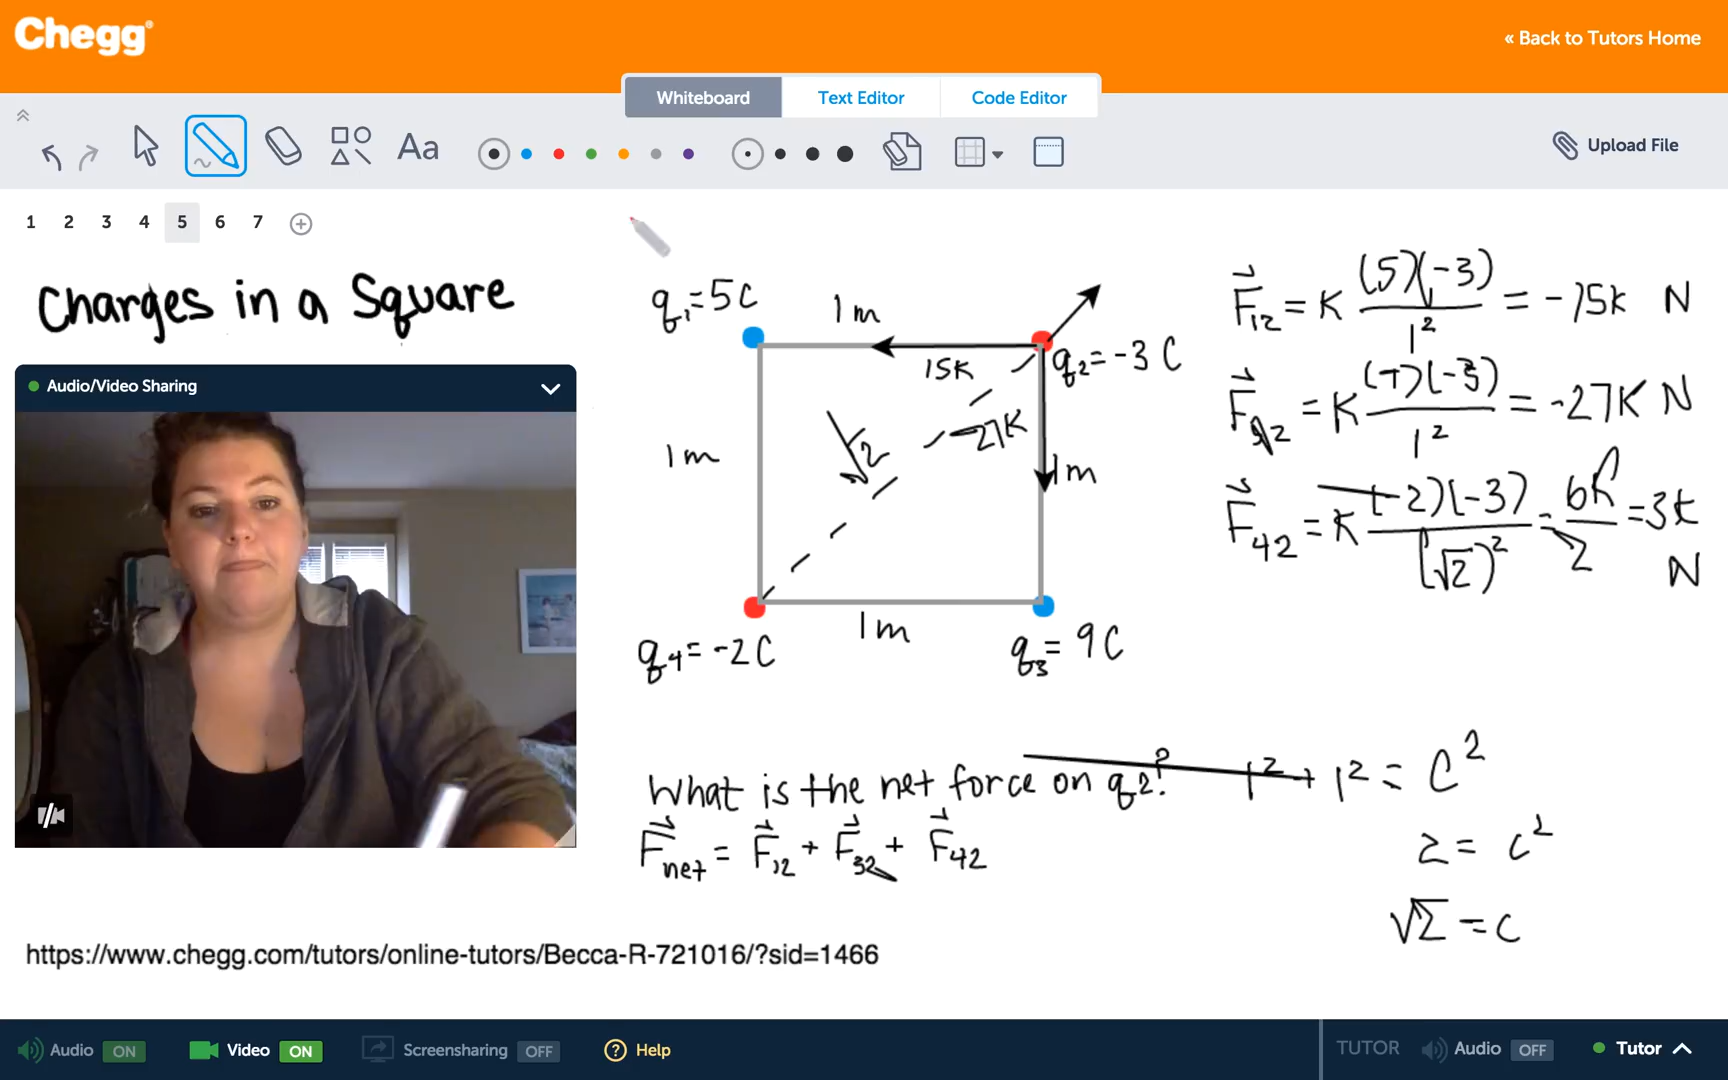 Chegg
« Back to Tutors Home
Whiteboard Text Editor Code Editor
Aa
Upload File
1 2 3 4 5 6 7
Charges in a Square
Audio/Video Sharing
q₁=5C
1m
15K
q₂=-3 C
1m
√2
27K
1m
1m
q₄=-2C
q₃= 9C
F₁₂ = K (5)(-3) / 1² = -15K N
= K (-3) / 1² = -27K N
F₄₂ = K (-2)(-3) / (√2)² = 6K / 2 = 3K N
What is the net force on q2?
Fnet = F₁₂ + F₃₂ + F₄₂
1² + 1² = C²
2 = c²
√2 = c
https://www.chegg.com/tutors/online-tutors/Becca-R-721016/?sid=1466
Audio ON Video ON Screensharing OFF Help TUTOR Audio OFF Tutor